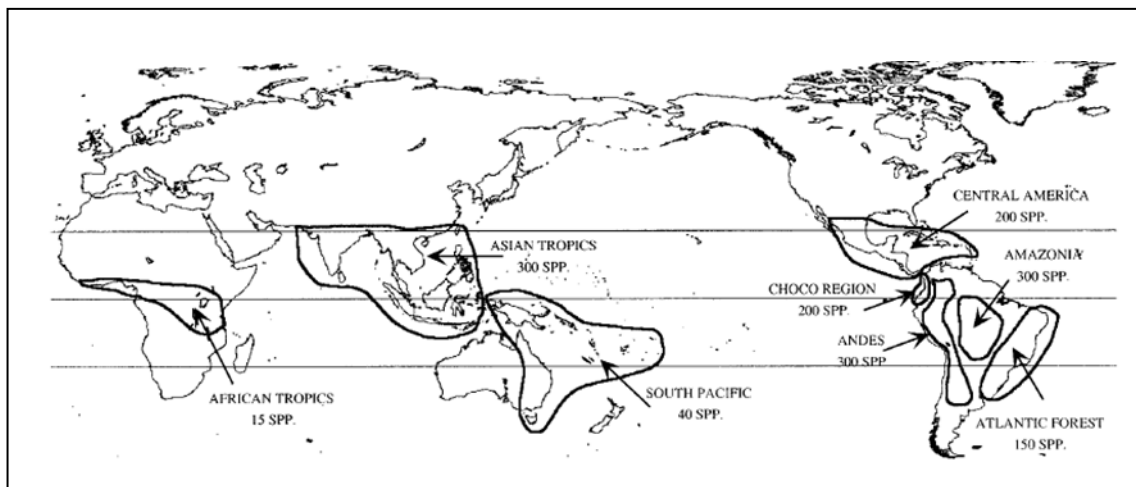 CENTRAL AMERICA
200 SPP.
ASIAN TROPICS
300 SPP.
AMAZONIA
300 SPP.
CHOCO REGION
200 SPP.
ANDES
300 SPP
AFRICAN TROPICS
15 SPP.
SOUTH PACIFIC
40 SPP.
ATLANTIC FOREST
150 SPP.